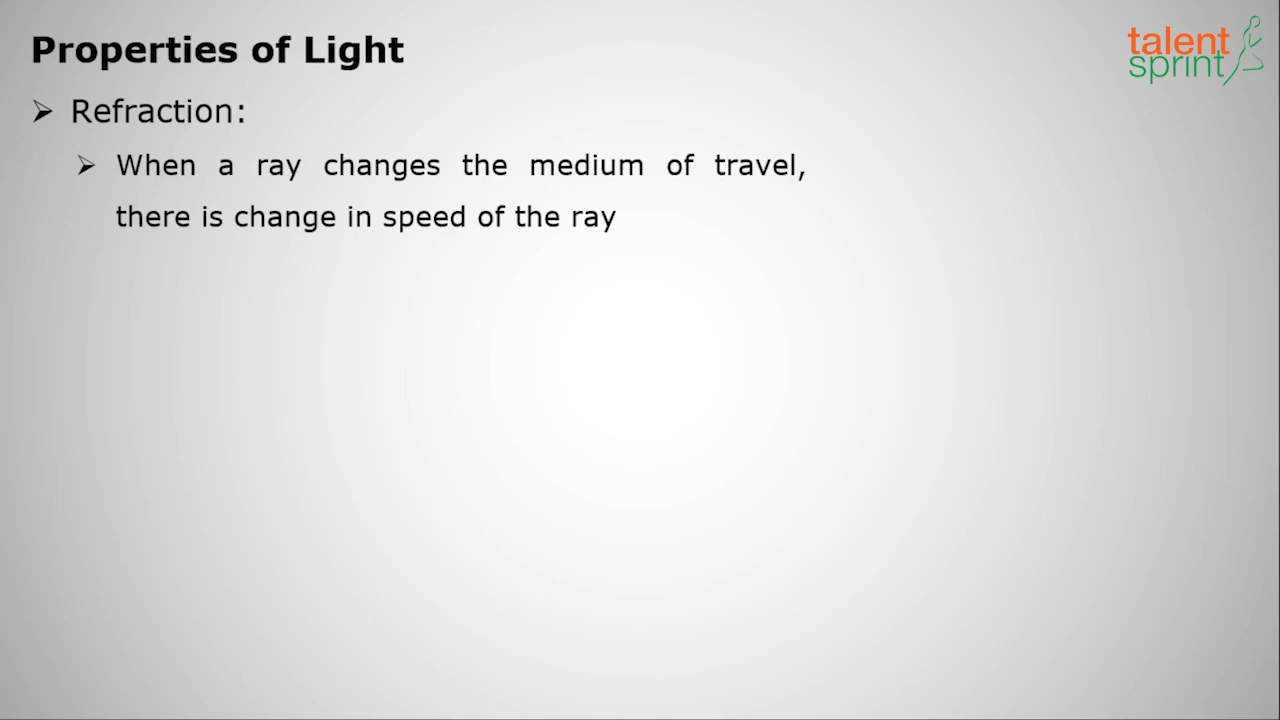 Properties of Light
talent
sprint
Refraction:
When a ray changes the medium of travel,
there is change in speed of the ray